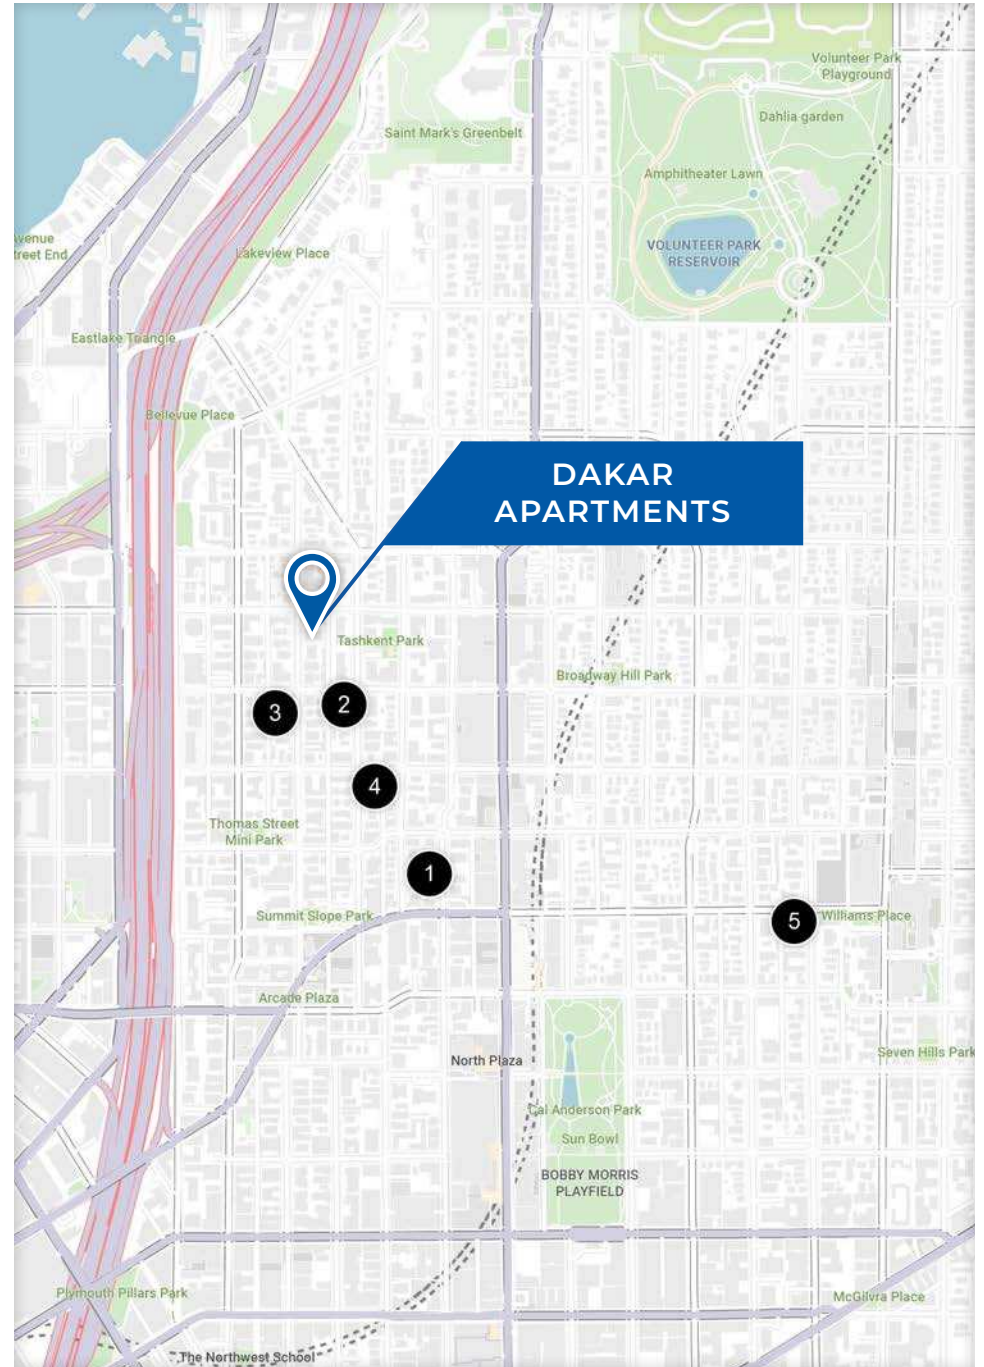 Volunteer Park
Playground
Dahlia garden
Saint Mark's Greenbelt
Amphitheater Lawn
VOLUNTEER PARK
RESERVOIR
venue
treet End
Lakeview Place
Eastlake Triangle
Bellevue Place
DAKAR
APARTMENTS
Tashkent Park
Broadway Hill Park
3
2
4
Thomas Street
Mini Park
1
Summit Slope Park
5
Williams Place
Arcade Plaza
North Plaza
Seven Hills Park
Cal Anderson Park
Sun Bowl
BOBBY MORRIS
PLAYFIELD
Plymouth Pillars Park
McGilvra Place
The Northwest School